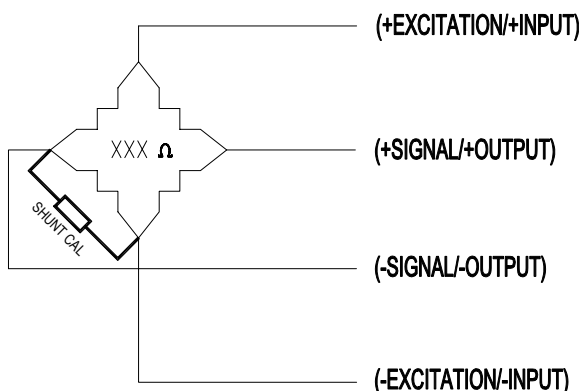 (+EXCITATION/+INPUT)
XXX Ω
(+SIGNAL/+OUTPUT)
SHUNT CAL
(-SIGNAL/-OUTPUT)
(-EXCITATION/-INPUT)